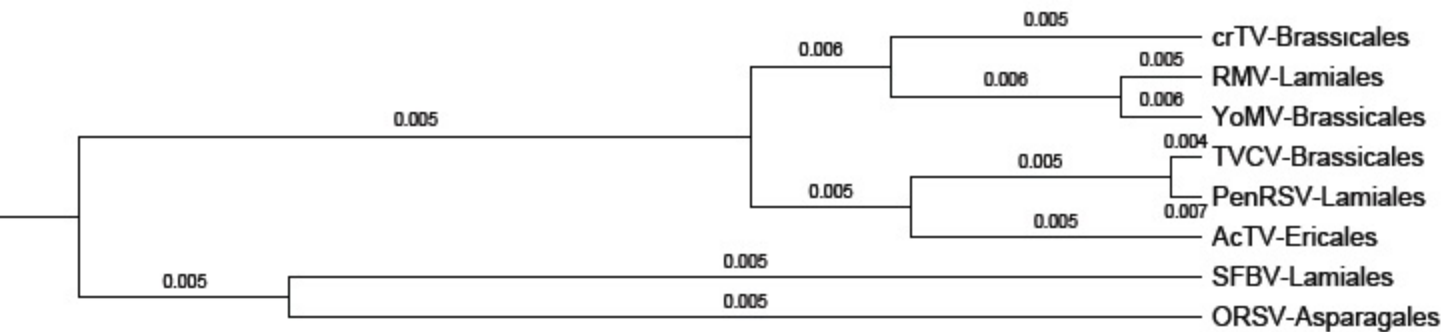 0.005
crTV-Brassicales
0.006
0.005
0.006
RMV-Lamiales
0.006
YoMV-Brassicales
0.005
0.004
0.005
TVCV-Brassicales
0.005
PenRSV-Lamiales
0.007
0.005
AcTV-Ericales
0.005
0.005
SFBV-Lamiales
0.005
ORSV-Asparagales